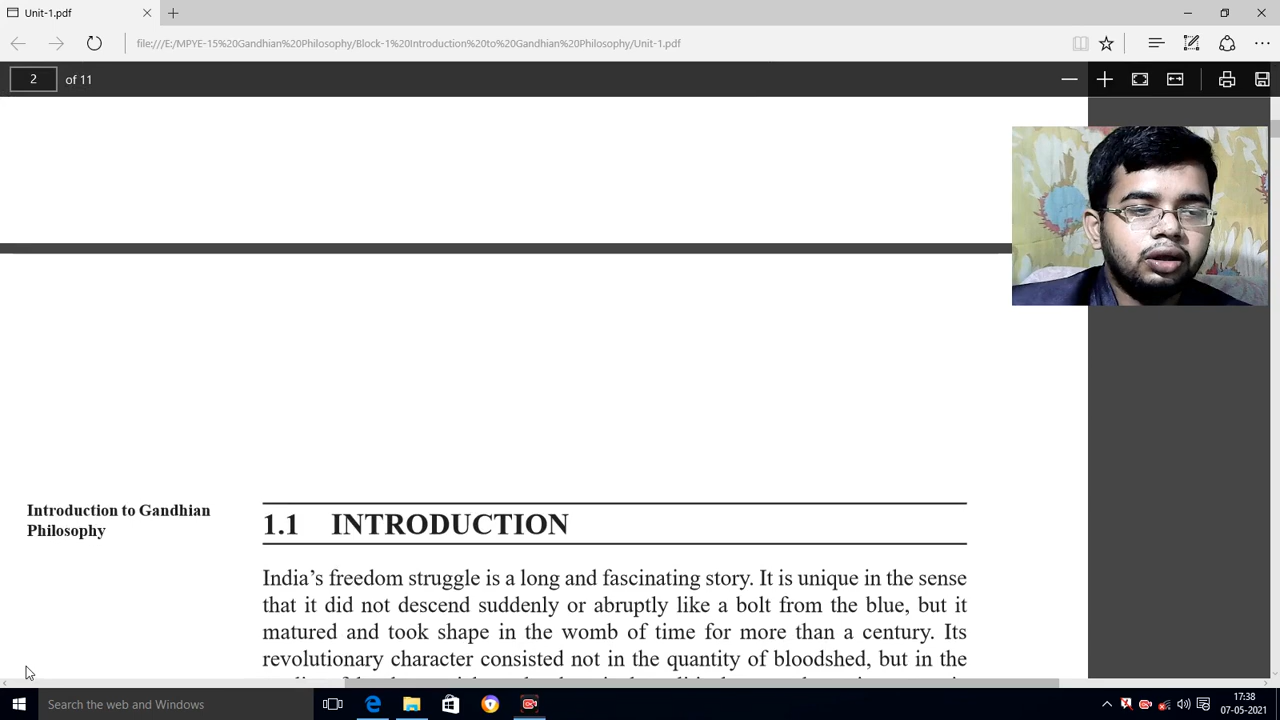 Unit-1.pdf
file:///E:/MPYE-15%20Gandhian%20Philosophy/Block-1%20Introduction%20to%20Gandhian%20Philosophy/Unit-1.pdf
2 of 11
Introduction to Gandhian
Philosophy
1.1 INTRODUCTION
India's freedom struggle is a long and fascinating story. It is unique in the sense
that it did not descend suddenly or abruptly like a bolt from the blue, but it
matured and took shape in the womb of time for more than a century. Its
revolutionary character consisted not in the quantity of bloodshed, but in the
Search the web and Windows
17:38
07-05-2021